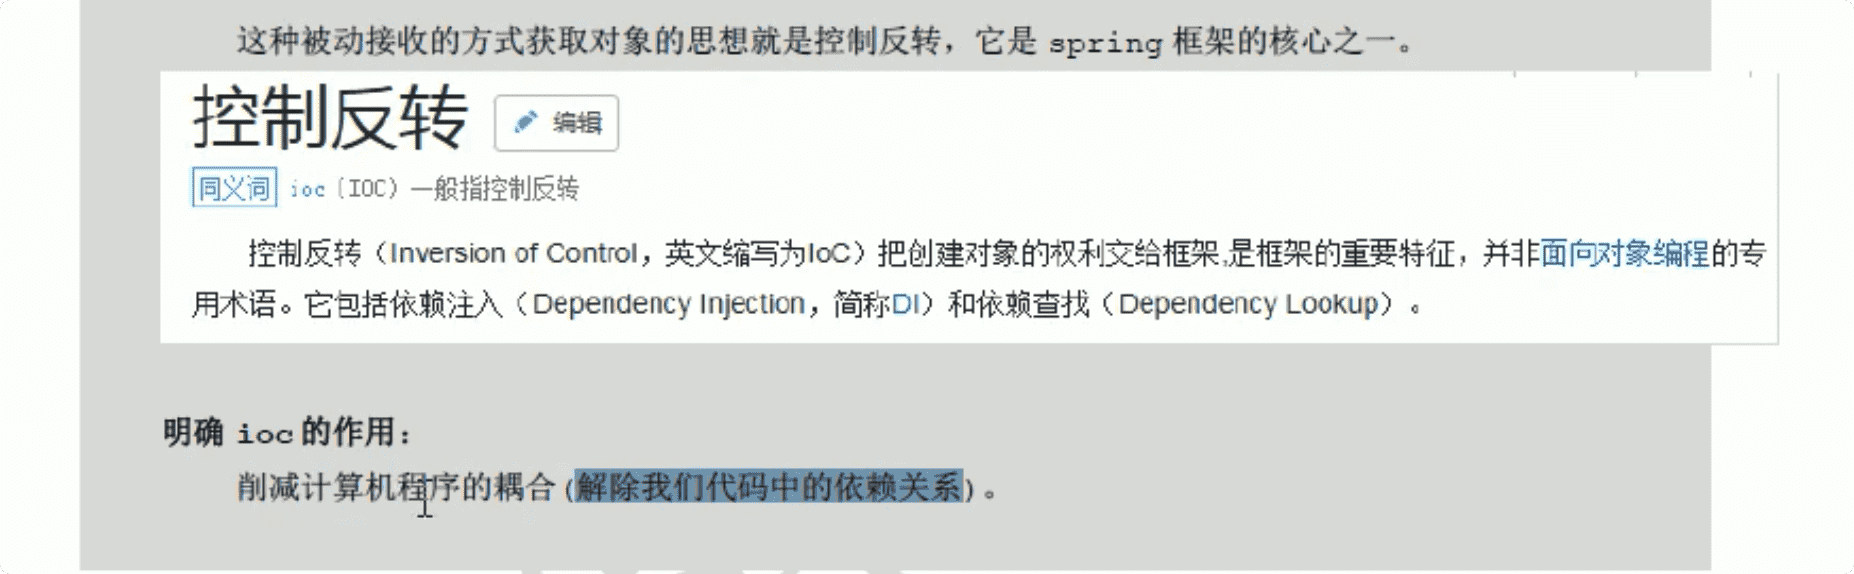 这种被动接收的方式获取对象的思想就是控制反转，它是 spring 框架的核心之一。
控制反转 编辑
同义词 ioc（IOC）一般指控制反转
控制反转（Inversion of Control，英文缩写为IoC）把创建对象的权利交给框架,是框架的重要特征，并非面向对象编程的专
用术语。它包括依赖注入（Dependency Injection，简称DI）和依赖查找（Dependency Lookup）。
明确 ioc 的作用：
削减计算机程序的耦合(解除我们代码中的依赖关系)。